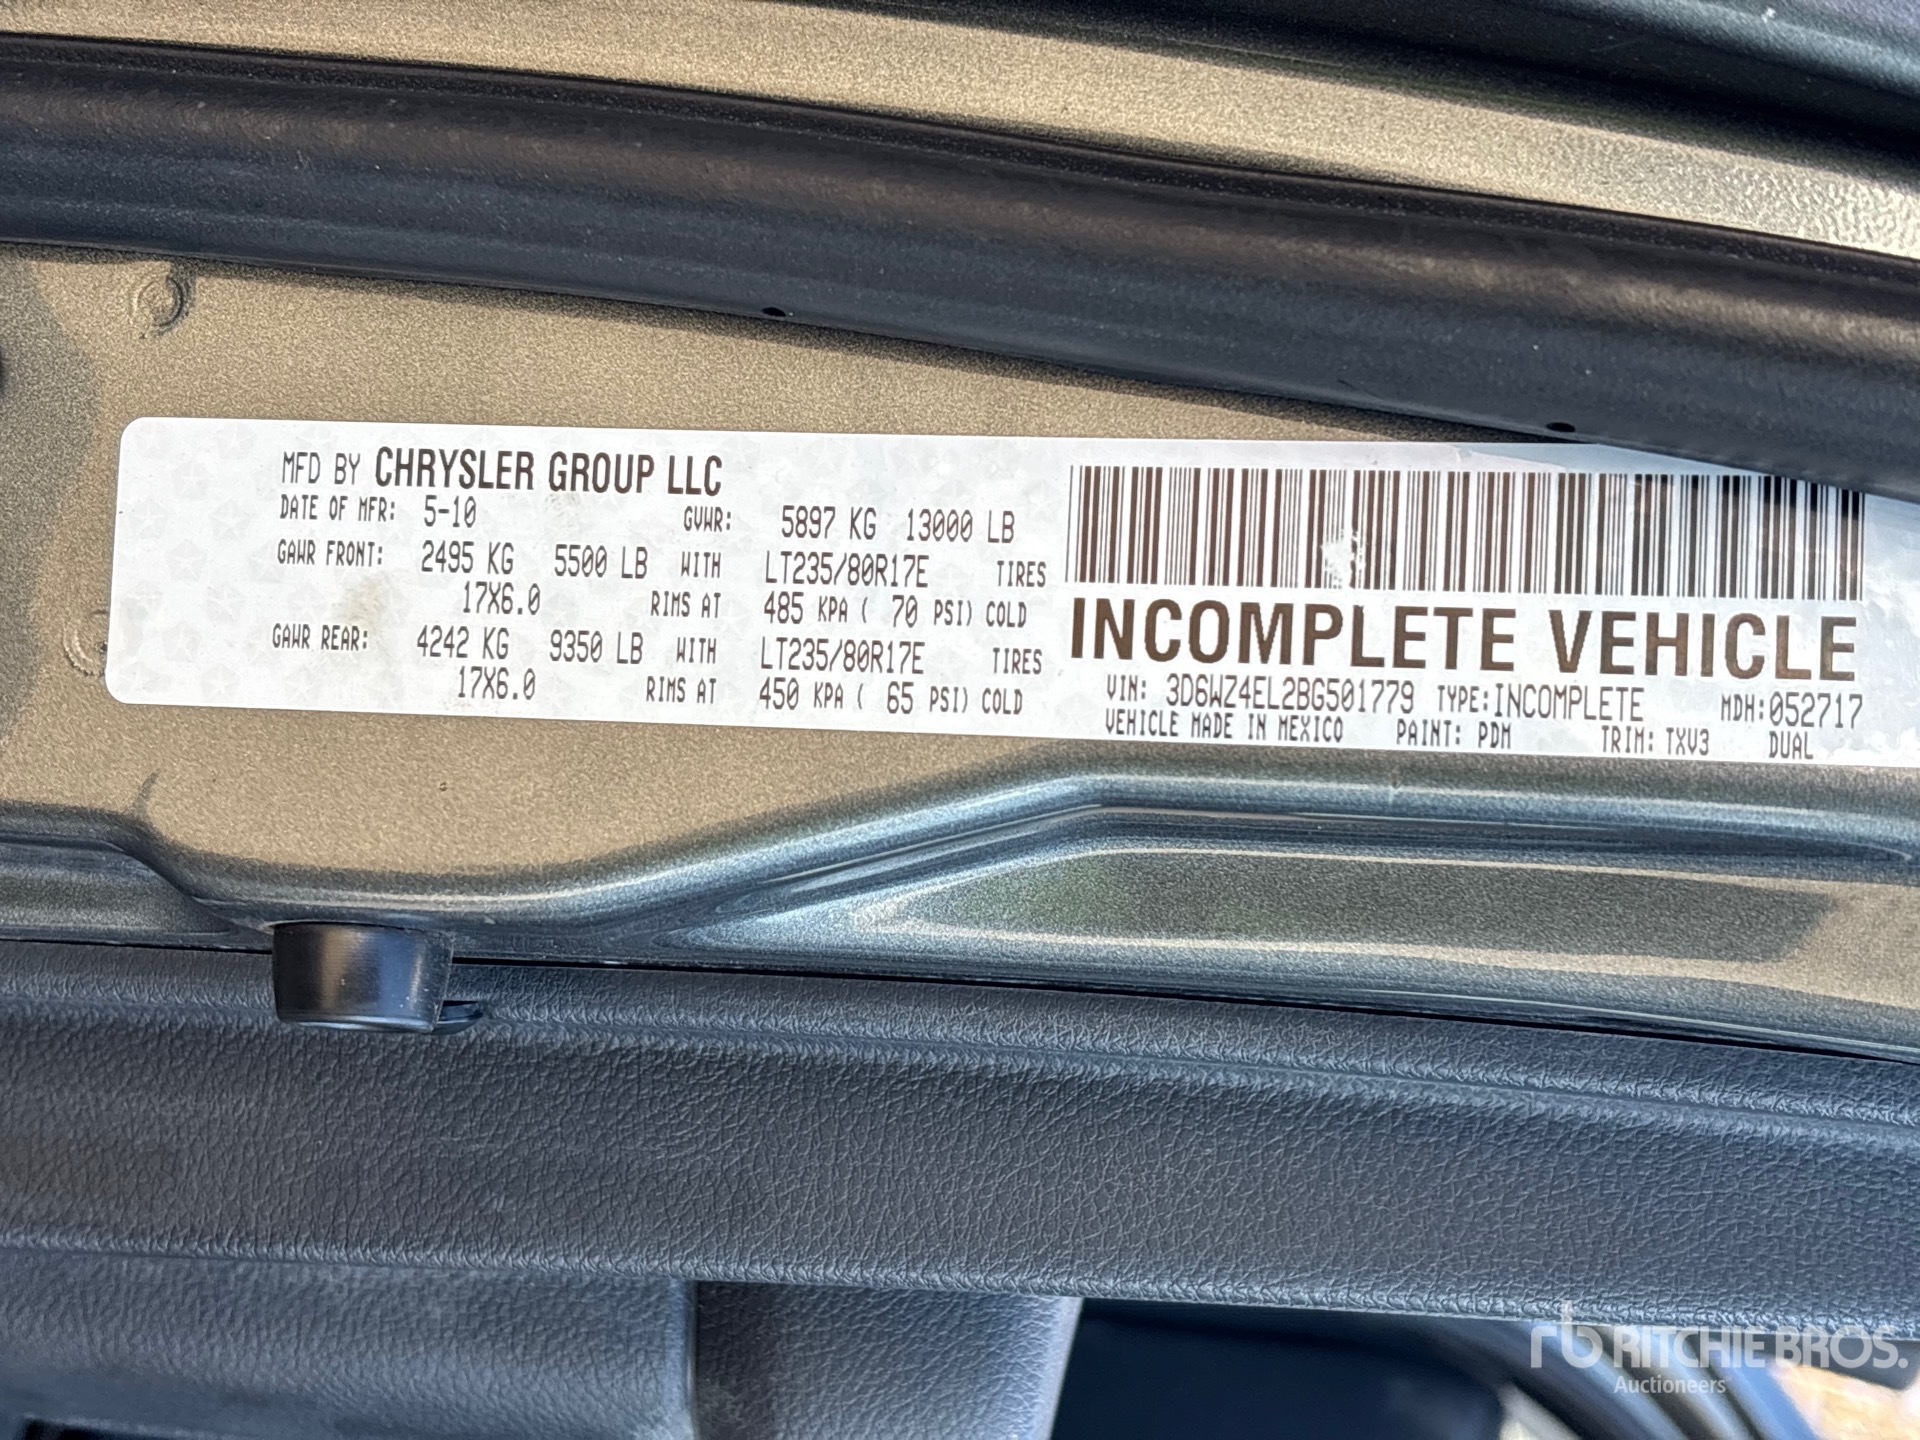 MFD BY CHRYSLER GROUP LLC
DATE OF MFR: 5-10 GVWR: 5897 KG 13000 LB
GAWR FRONT: 2495 KG 5500 LB WITH LT235/80R17E TIRES
17X6.0 RIMS AT 485 KPA ( 70 PSI) COLD
GAWR REAR: 4242 KG 9350 LB WITH LT235/80R17E TIRES
17X6.0 RIMS AT 450 KPA ( 65 PSI) COLD
INCOMPLETE VEHICLE
VIN: 3D6WZ4EL2BG501779 TYPE:INCOMPLETE MDH:052717
VEHICLE MADE IN MEXICO PAINT: PDM TRIM: TXV3 DUAL
rb RITCHIE BROS.
Auctioneers